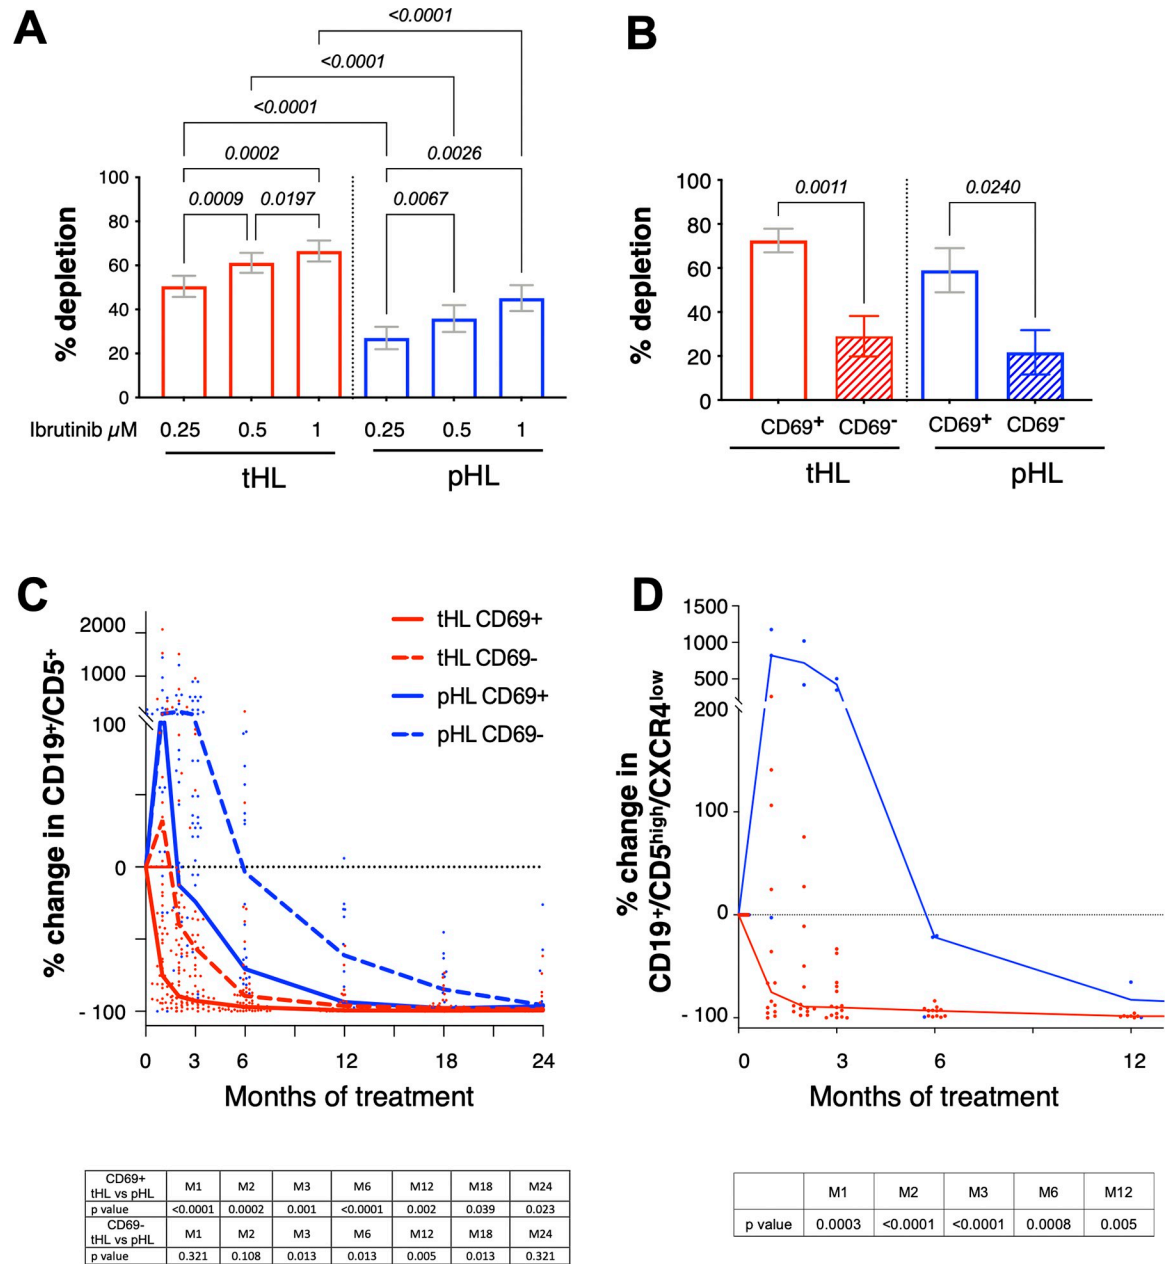 A
<0.0001
<0.0001
<0.0001
0.0002
0.0026
0.0009
0.0197
0.0067
100
80
60
40
20
0
% depletion
Ibrutinib µM 0.25 0.5 1 0.25 0.5 1
tHL pHL
B
0.0011
0.0240
100
80
60
40
20
0
% depletion
CD69+ CD69- CD69+ CD69-
tHL pHL
C
2000
1000
100
0
- 100
% change in CD19+/CD5+
tHL CD69+
tHL CD69-
pHL CD69+
pHL CD69-
0 3 6 12 18 24
Months of treatment
D
1500
1000
500
200
100
0
- 100
% change in
CD19+/CD5high/CXCR4low
0 3 6 12
Months of treatment
CD69+
tHL vs pHL M1 M2 M3 M6 M12 M18 M24
p value <0.0001 0.0002 0.001 <0.0001 0.002 0.039 0.023
CD69-
tHL vs pHL M1 M2 M3 M6 M12 M18 M24
p value 0.321 0.108 0.013 0.013 0.005 0.013 0.321
M1 M2 M3 M6 M12
p value 0.0003 <0.0001 <0.0001 0.0008 0.005